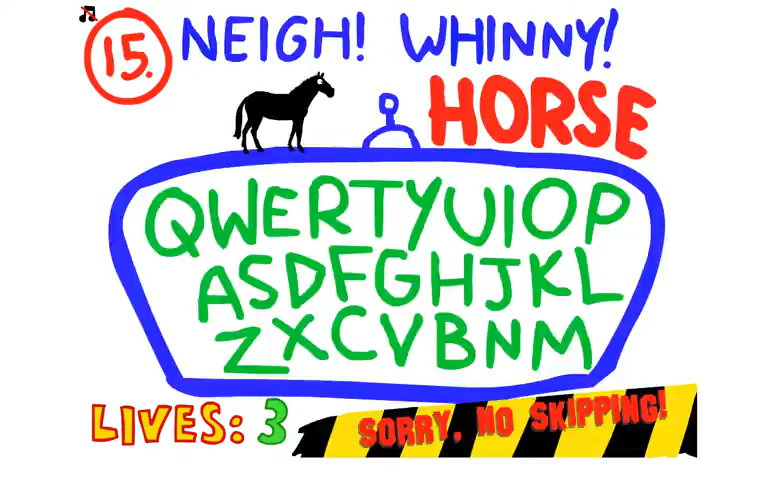 15. NEIGH! WHINNY!
HORSE
QWERTYUIOP
ASDFGHJKL
ZXCVBNM
LIVES: 3
SORRY, NO SKIPPING!